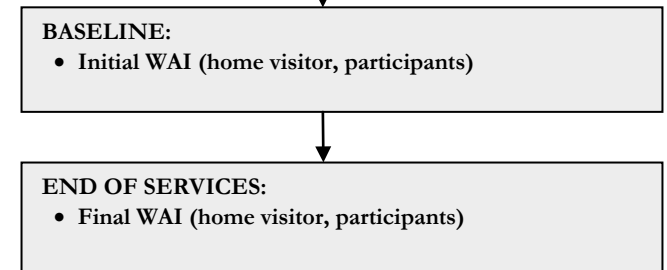 BASELINE:
• Initial WAI (home visitor, participants)
END OF SERVICES:
• Final WAI (home visitor, participants)